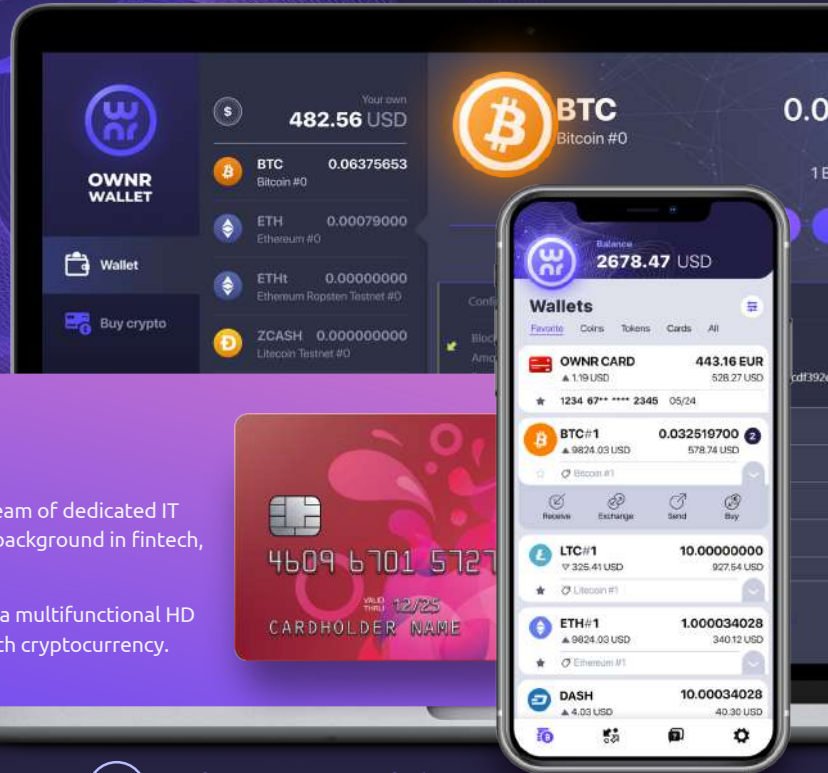 Your own
482.56 USD
OWNR
WALLET
Wallet
Buy crypto
BTC 0.06375653
Bitcoin #0
ETH 0.00079000
Ethereum #0
ETHt 0.00000000
Ethereum Ropsten Testnet #0
ZCASH 0.000000000
Litecoin Testnet #0
BTC
Bitcoin #0
0.0
1 B
Confi
Block
Amo
cdf392e
eam of dedicated IT
background in fintech,
a multifunctional HD
th cryptocurrency.
4609 6701 5727
VALID
THRU 12/25
CARDHOLDER NAME
Balance
2678.47 USD
Wallets
Favorite Coins Tokens Cards All
OWNR CARD 443.16 EUR
▲ 1.19 USD 528.27 USD
1234 67** **** 2345 05/24
BTC#1 0.032519700 2
▲ 9824.03 USD 578.74 USD
Bitcoin #1
Receive Exchange Send Buy
LTC#1 10.00000000
▽ 325.41 USD 927.54 USD
Litecoin #1
ETH#1 1.000034028
▲ 9824.03 USD 340.12 USD
Ethereum #1
DASH 10.00034028
▲ 4.03 USD 40.30 USD